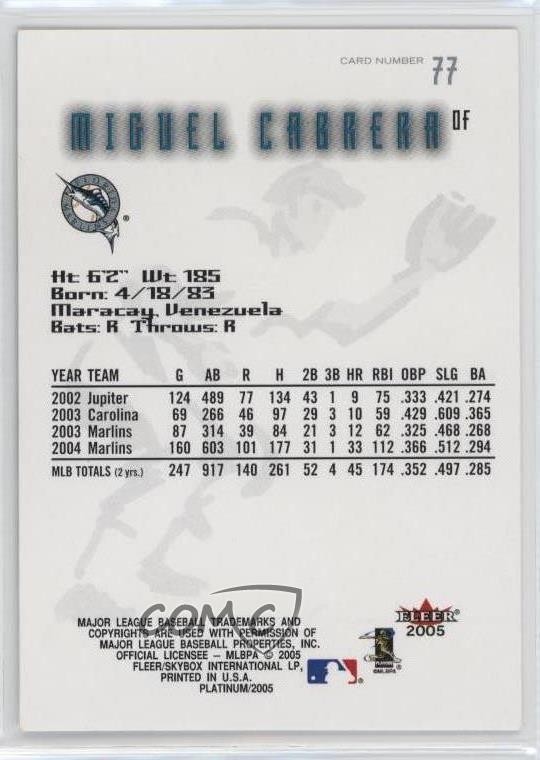 CARD NUMBER 77
MIGUEL CABRERA OF
FLORIDA MARLINS ®
Ht: 6'2" Wt: 185
Born: 4/18/83
Maracay, Venezuela
Bats: R Throws: R
YEAR TEAM G AB R H 2B 3B HR RBI OBP SLG BA
2002 Jupiter 124 489 77 134 43 1 9 75 .333 .421 .274
2003 Carolina 69 266 46 97 29 3 10 59 .429 .609 .365
2003 Marlins 87 314 39 84 21 3 12 62 .325 .468 .268
2004 Marlins 160 603 101 177 31 1 33 112 .366 .512 .294
MLB TOTALS (2 yrs.) 247 917 140 261 52 4 45 174 .352 .497 .285
COMC
MAJOR LEAGUE BASEBALL TRADEMARKS AND
COPYRIGHTS ARE USED WITH PERMISSION OF
MAJOR LEAGUE BASEBALL PROPERTIES, INC.
OFFICIAL LICENSEE – MLBPA © 2005
FLEER/SKYBOX INTERNATIONAL LP,
PRINTED IN U.S.A.
PLATINUM/2005
FLEER
2005